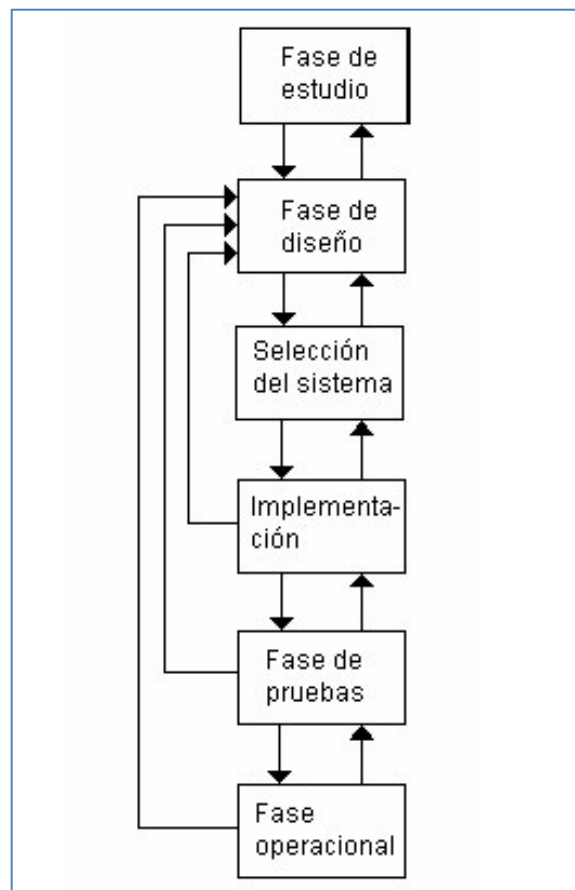 Fase de
estudio
Fase de
diseño
Selección
del sistema
Implementa-
ción
Fase de
pruebas
Fase
operacional